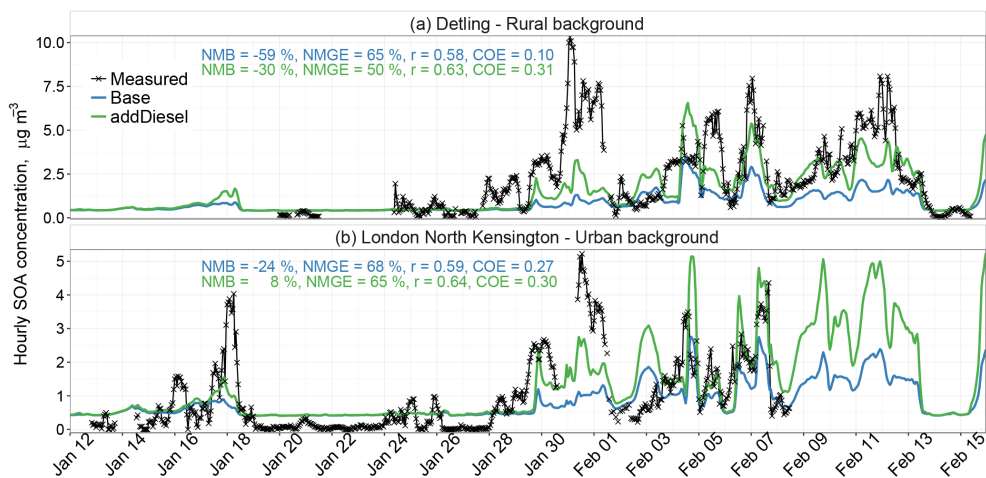 (a) Detling - Rural background
NMB = -59 %, NMGE = 65 %, r = 0.58, COE = 0.10
NMB = -30 %, NMGE = 50 %, r = 0.63, COE = 0.31
Measured
Base
addDiesel
10.0
7.5
5.0
2.5
0.0
Hourly SOA concentration, μg m⁻³
(b) London North Kensington - Urban background
NMB = -24 %, NMGE = 68 %, r = 0.59, COE = 0.27
NMB = 8 %, NMGE = 65 %, r = 0.64, COE = 0.30
5
4
3
2
1
0
Jan 12
Jan 14
Jan 16
Jan 18
Jan 20
Jan 22
Jan 24
Jan 26
Jan 28
Jan 30
Feb 01
Feb 03
Feb 05
Feb 07
Feb 09
Feb 11
Feb 13
Feb 15